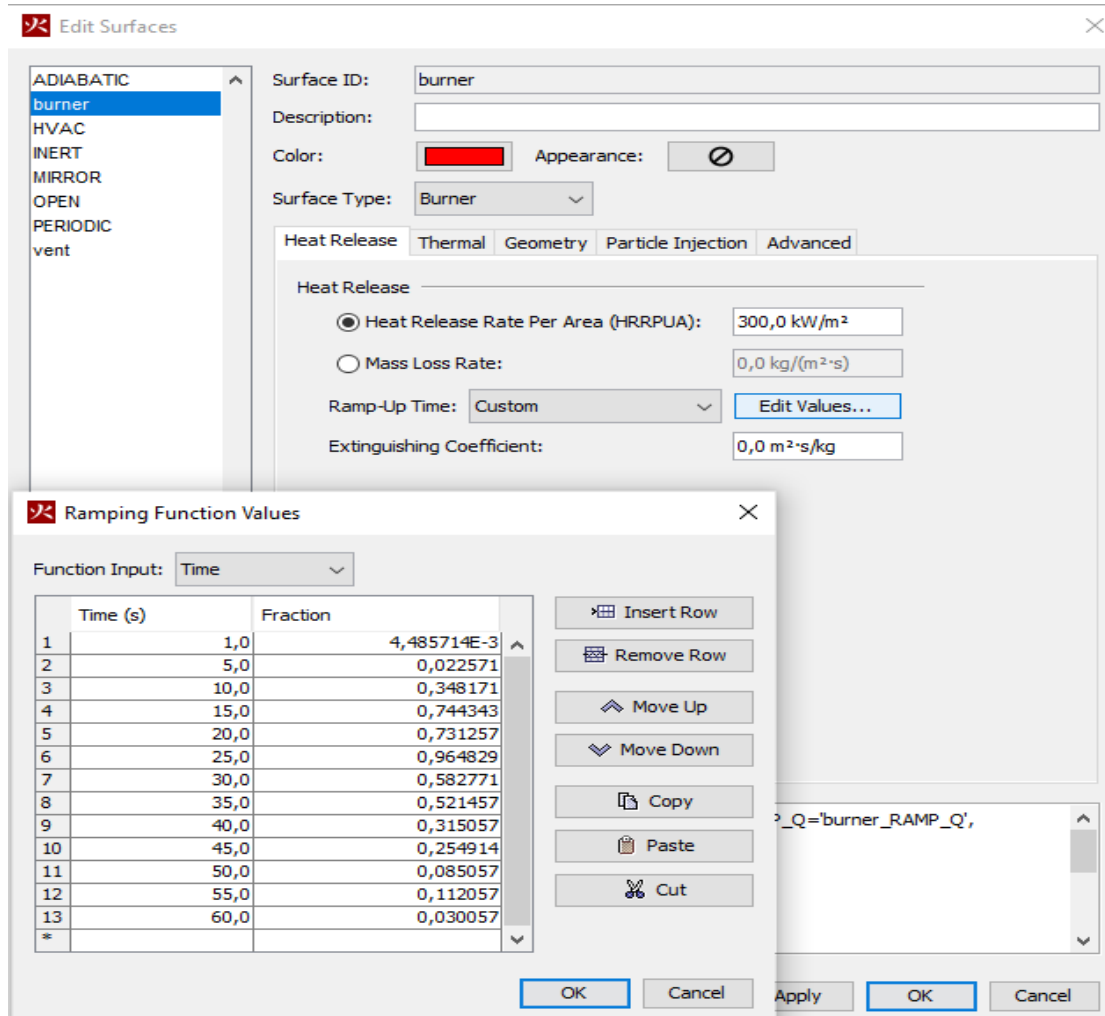 Edit Surfaces
ADIABATIC
burner
HVAC
INERT
MIRROR
OPEN
PERIODIC
vent
Surface ID: burner
Description:
Color: Appearance:
Surface Type: Burner
Heat Release Thermal Geometry Particle Injection Advanced
Heat Release
Heat Release Rate Per Area (HRRPUA): 300,0 kW/m²
Mass Loss Rate: 0,0 kg/(m²·s)
Ramp-Up Time: Custom Edit Values...
Extinguishing Coefficient: 0,0 m²·s/kg
Ramping Function Values
Function Input: Time
Time (s) Fraction
1 1,0 4,485714E-3
2 5,0 0,022571
3 10,0 0,348171
4 15,0 0,744343
5 20,0 0,731257
6 25,0 0,964829
7 30,0 0,582771
8 35,0 0,521457
9 40,0 0,315057
10 45,0 0,254914
11 50,0 0,085057
12 55,0 0,112057
13 60,0 0,030057
*
Insert Row
Remove Row
Move Up
Move Down
Copy
Paste
Cut
OK Cancel
P_Q='burner_RAMP_Q',
Apply OK Cancel